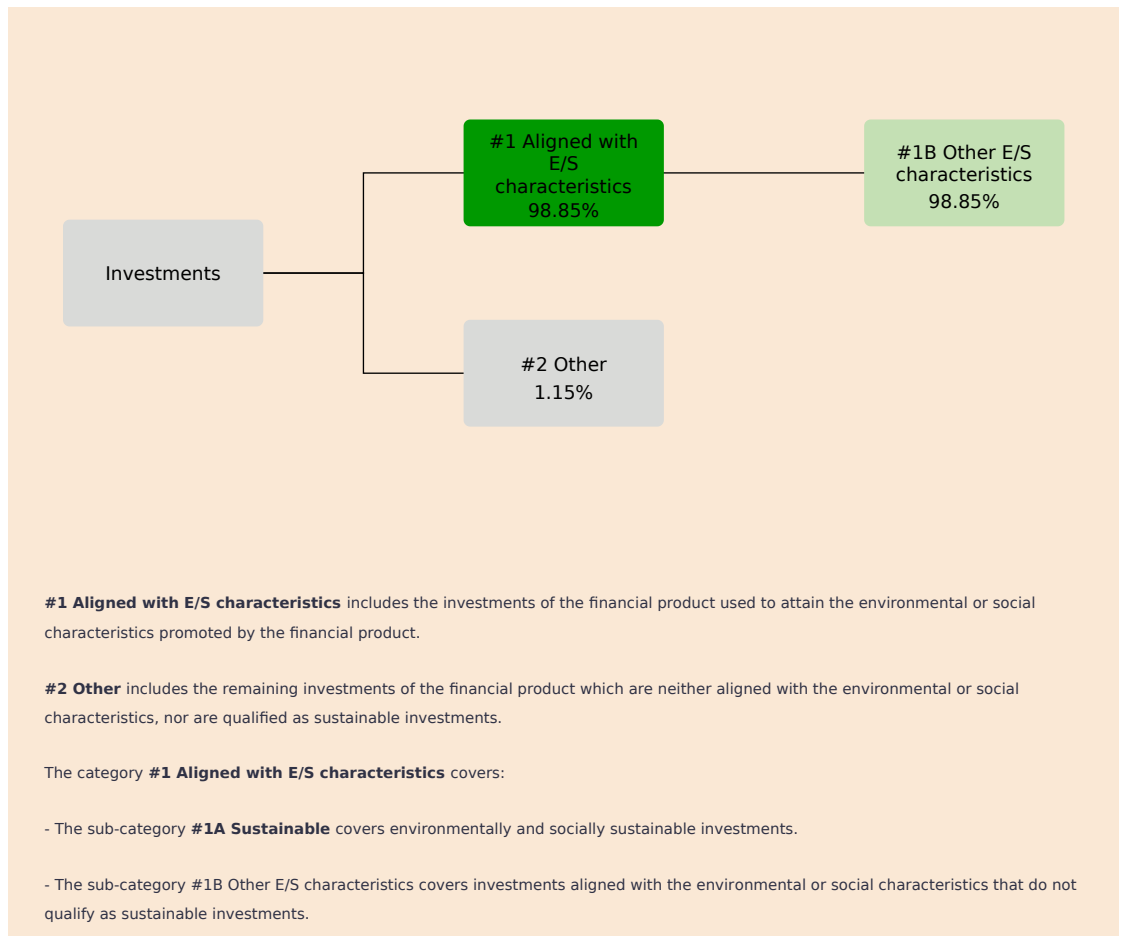 #1 Aligned with
E/S
characteristics
98.85%
#1B Other E/S
characteristics
98.85%
Investments
#2 Other
1.15%
#1 Aligned with E/S characteristics includes the investments of the financial product used to attain the environmental or social
characteristics promoted by the financial product.
#2 Other includes the remaining investments of the financial product which are neither aligned with the environmental or social
characteristics, nor are qualified as sustainable investments.
The category #1 Aligned with E/S characteristics covers:
- The sub-category #1A Sustainable covers environmentally and socially sustainable investments.
- The sub-category #1B Other E/S characteristics covers investments aligned with the environmental or social characteristics that do not
qualify as sustainable investments.